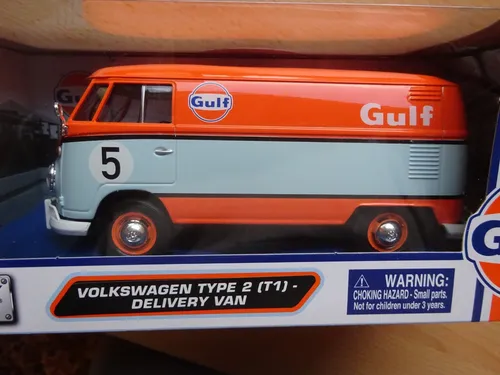 Gulf
Gulf
5
VOLKSWAGEN TYPE 2 (T1) -
DELIVERY VAN
WARNING:
CHOKING HAZARD - Small parts.
Not for children under 3 years.
Gulf